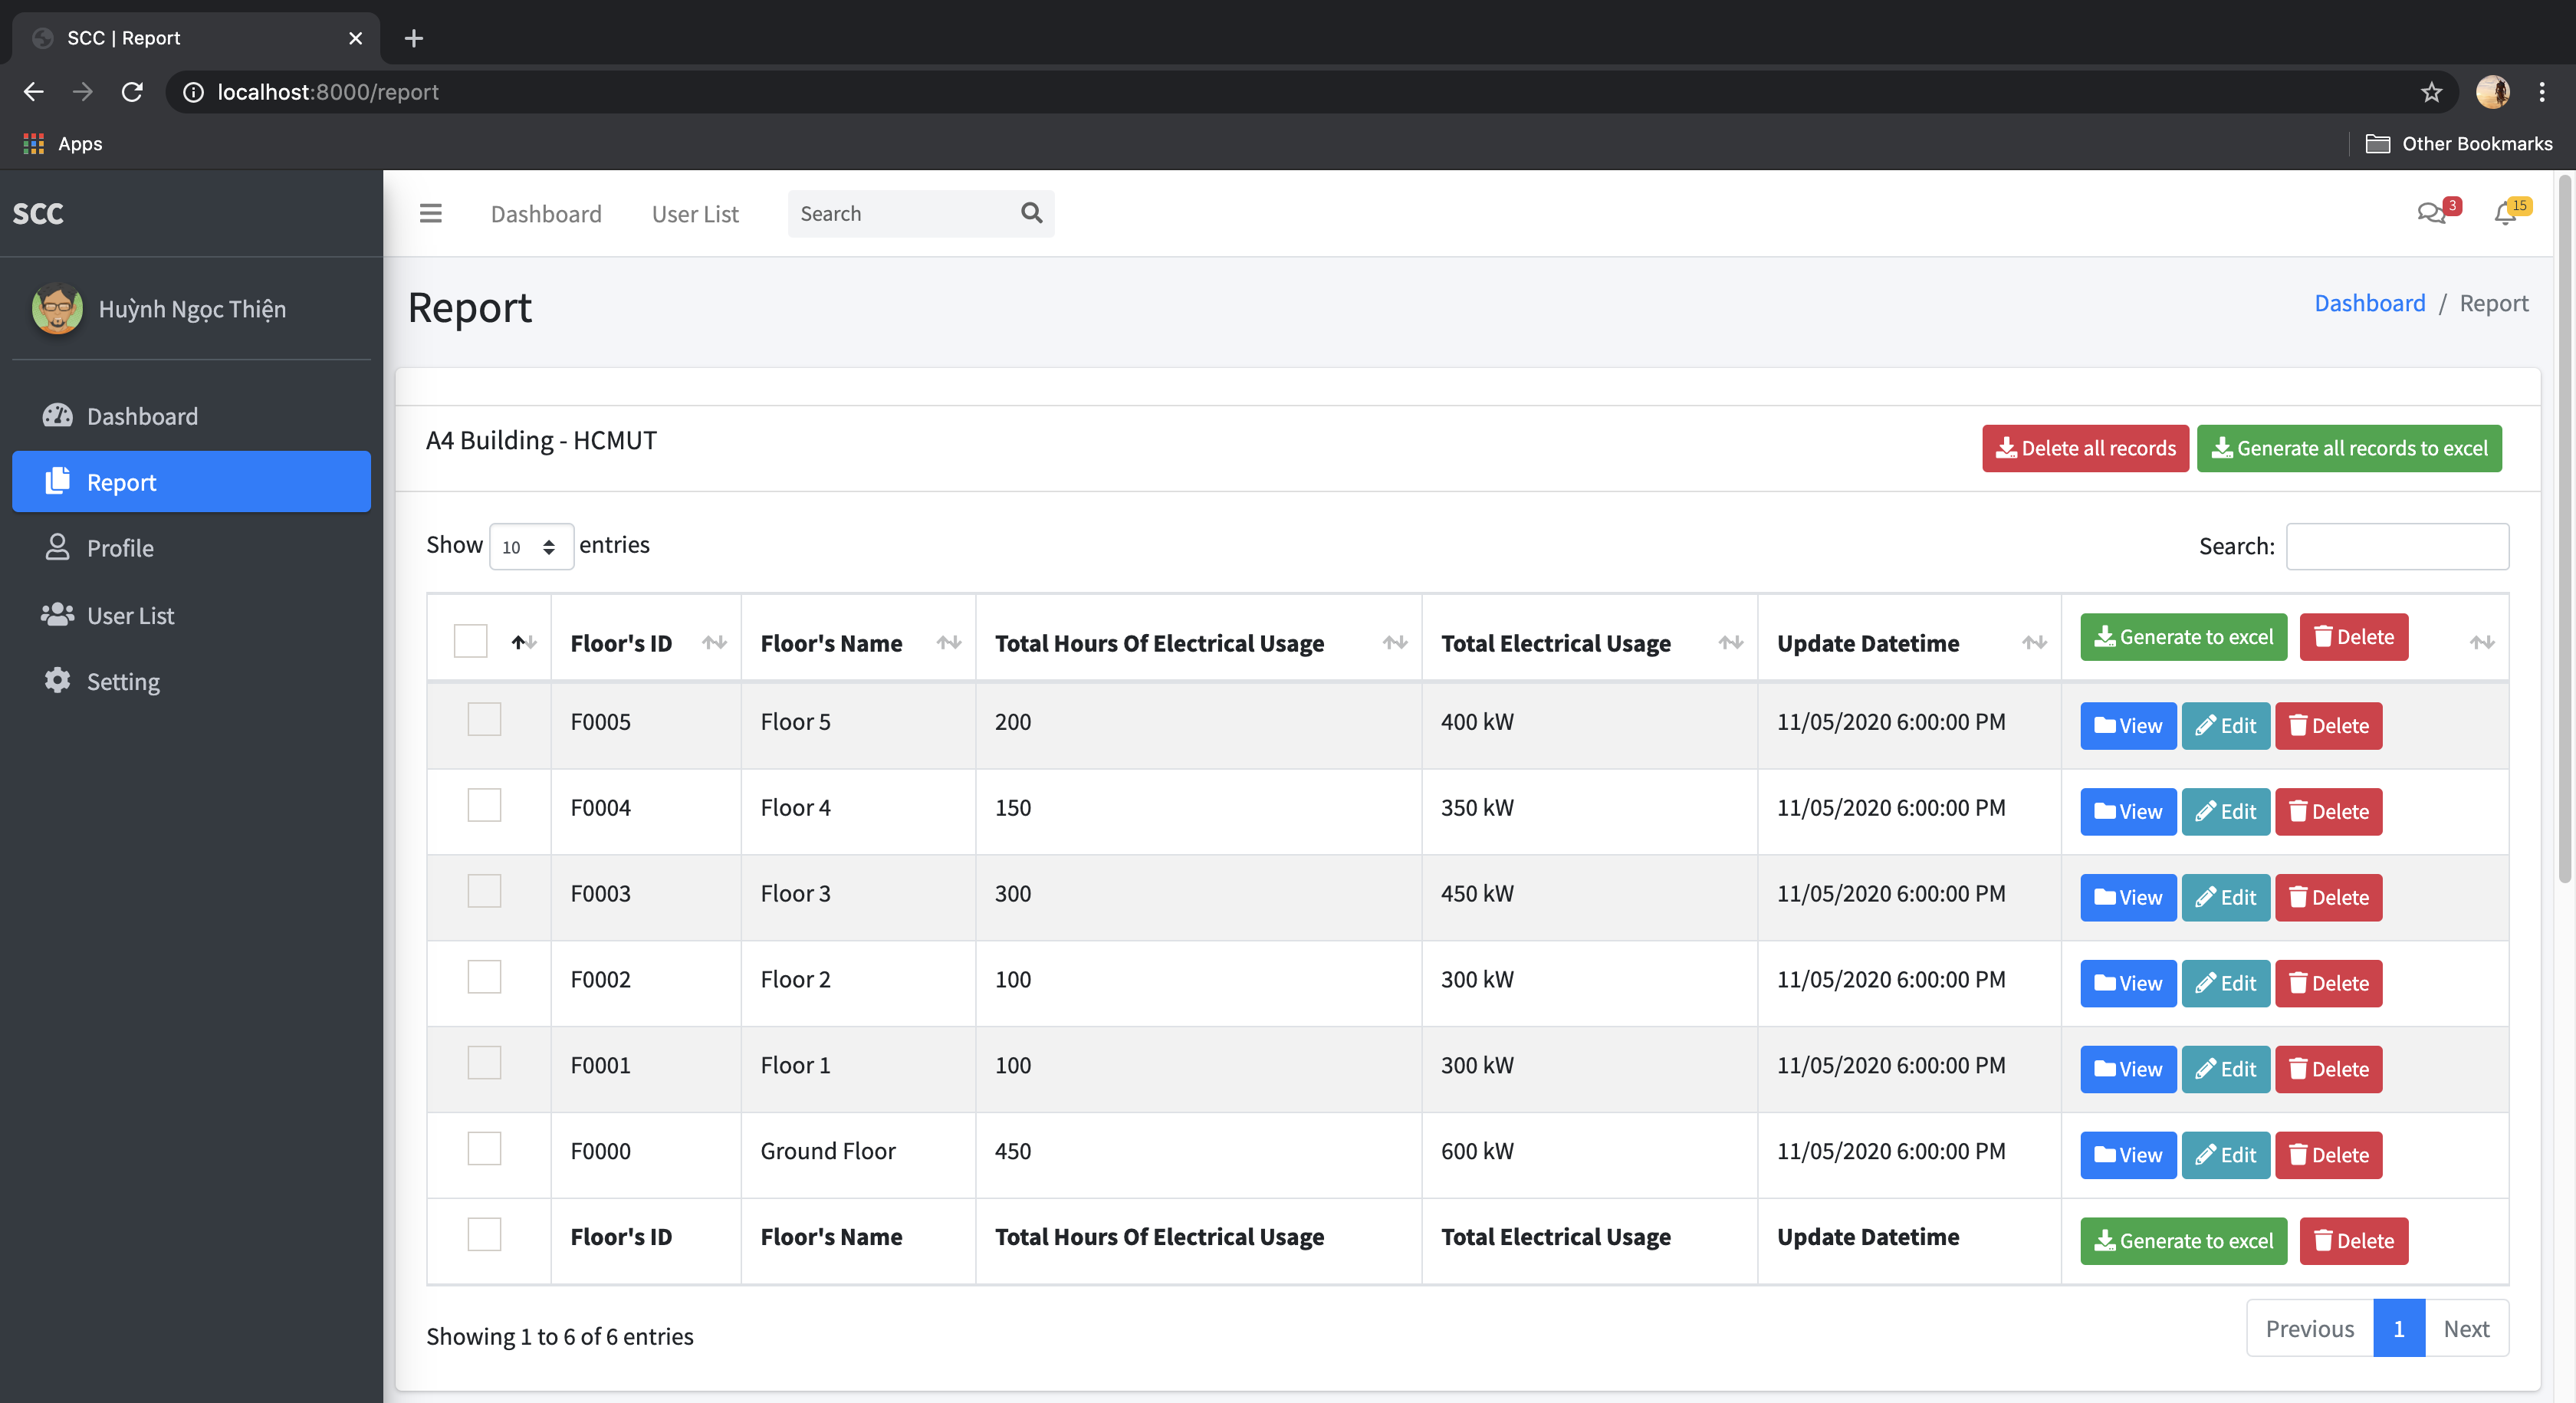 SCC | Report
localhost:8000/report
Apps
Other Bookmarks
SCC
Dashboard
User List
Search
3
15
Huỳnh Ngọc Thiện
Dashboard
Report
Profile
User List
Setting
Report
Dashboard / Report
A4 Building - HCMUT
Delete all records
Generate all records to excel
Show 10 entries
Search:
Floor's ID Floor's Name Total Hours Of Electrical Usage Total Electrical Usage Update Datetime Generate to excel Delete
F0005 Floor 5 200 400 kW 11/05/2020 6:00:00 PM View Edit Delete
F0004 Floor 4 150 350 kW 11/05/2020 6:00:00 PM View Edit Delete
F0003 Floor 3 300 450 kW 11/05/2020 6:00:00 PM View Edit Delete
F0002 Floor 2 100 300 kW 11/05/2020 6:00:00 PM View Edit Delete
F0001 Floor 1 100 300 kW 11/05/2020 6:00:00 PM View Edit Delete
F0000 Ground Floor 450 600 kW 11/05/2020 6:00:00 PM View Edit Delete
Floor's ID Floor's Name Total Hours Of Electrical Usage Total Electrical Usage Update Datetime Generate to excel Delete
Showing 1 to 6 of 6 entries
Previous 1 Next